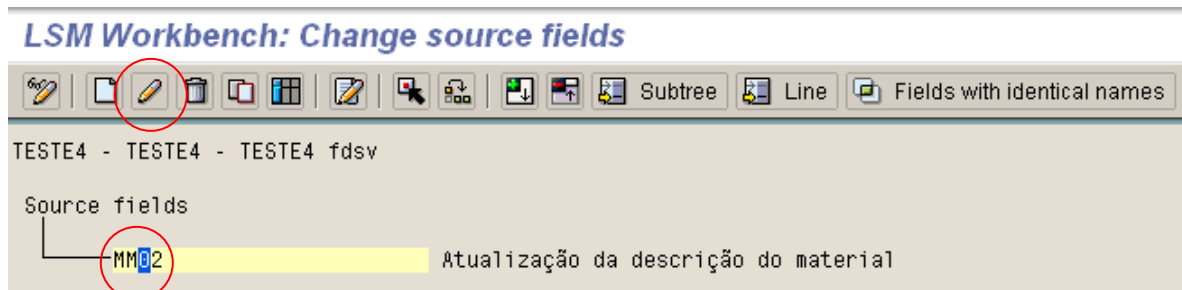 LSM Workbench: Change source fields
Subtree Line Fields with identical names
TESTE4 - TESTE4 - TESTE4 fdsv
Source fields
MM02 Atualização da descrição do material